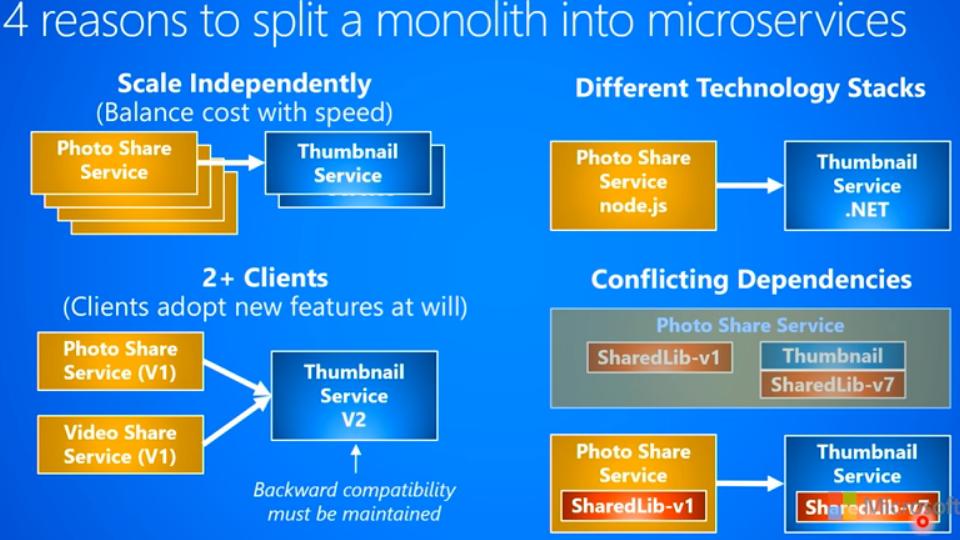 4 reasons to split a monolith into microservices
Scale Independently
(Balance cost with speed)
Photo Share
Service
Thumbnail
Service
Different Technology Stacks
Photo Share
Service
node.js
Thumbnail
Service
.NET
2+ Clients
(Clients adopt new features at will)
Photo Share
Service (V1)
Video Share
Service (V1)
Thumbnail
Service
V2
Backward compatibility
must be maintained
Conflicting Dependencies
Photo Share Service
SharedLib-v1
Thumbnail
SharedLib-v7
Photo Share
Service
SharedLib-v1
Thumbnail
Service
SharedLib-v7
Microsoft